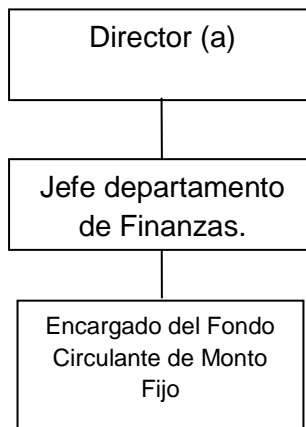 Director (a)
Jefe departamento
de Finanzas.
Encargado del Fondo
Circulante de Monto
Fijo